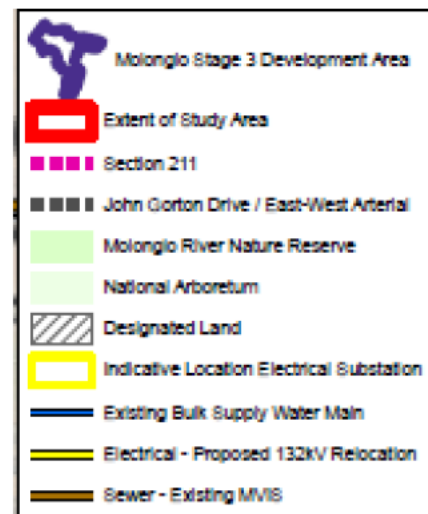 Molonglo Stage 3 Development Area
Extent of Study Area
Section 211
John Gorton Drive / East-West Arterial
Molonglo River Nature Reserve
National Arboretum
Designated Land
Indicative Location Electrical Substation
Existing Bulk Supply Water Main
Electrical - Proposed 132kV Relocation
Sewer - Existing MVIS